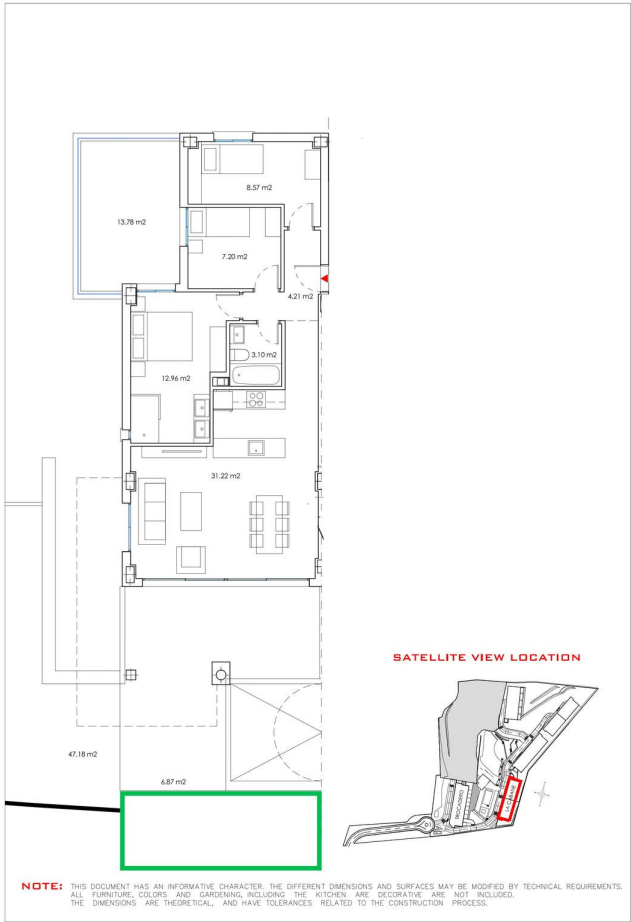 8.57 m2
13.78 m2
7.20 m2
4.21 m2
3.10 m2
12.96 m2
31.22 m2
SATELLITE VIEW LOCATION
TROCADERO
LA CABANE
47.18 m2
6.87 m2
NOTE: THIS DOCUMENT HAS AN INFORMATIVE CHARACTER. THE DIFFERENT DIMENSIONS AND SURFACES MAY BE MODIFIED BY TECHNICAL REQUIREMENTS.
ALL FURNITURE, COLORS AND GARDENING, INCLUDING THE KITCHEN ARE DECORATIVE ARE NOT INCLUDED.
THE DIMENSIONS ARE THEORETICAL, AND HAVE TOLERANCES RELATED TO THE CONSTRUCTION PROCESS.